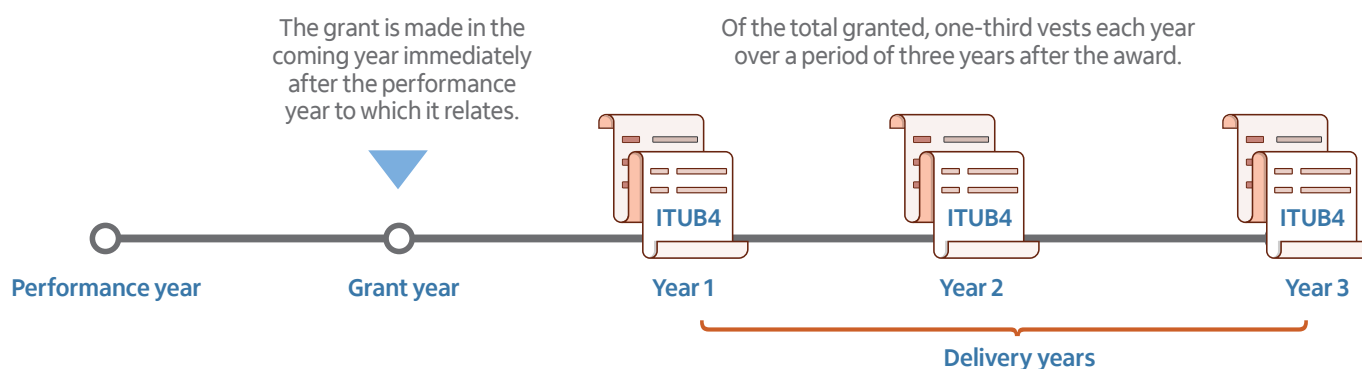 The grant is made in the
coming year immediately
after the performance
year to which it relates.
Of the total granted, one-third vests each year
over a period of three years after the award.
ITUB4
ITUB4
ITUB4
Performance year
Grant year
Year 1
Year 2
Year 3
Delivery years